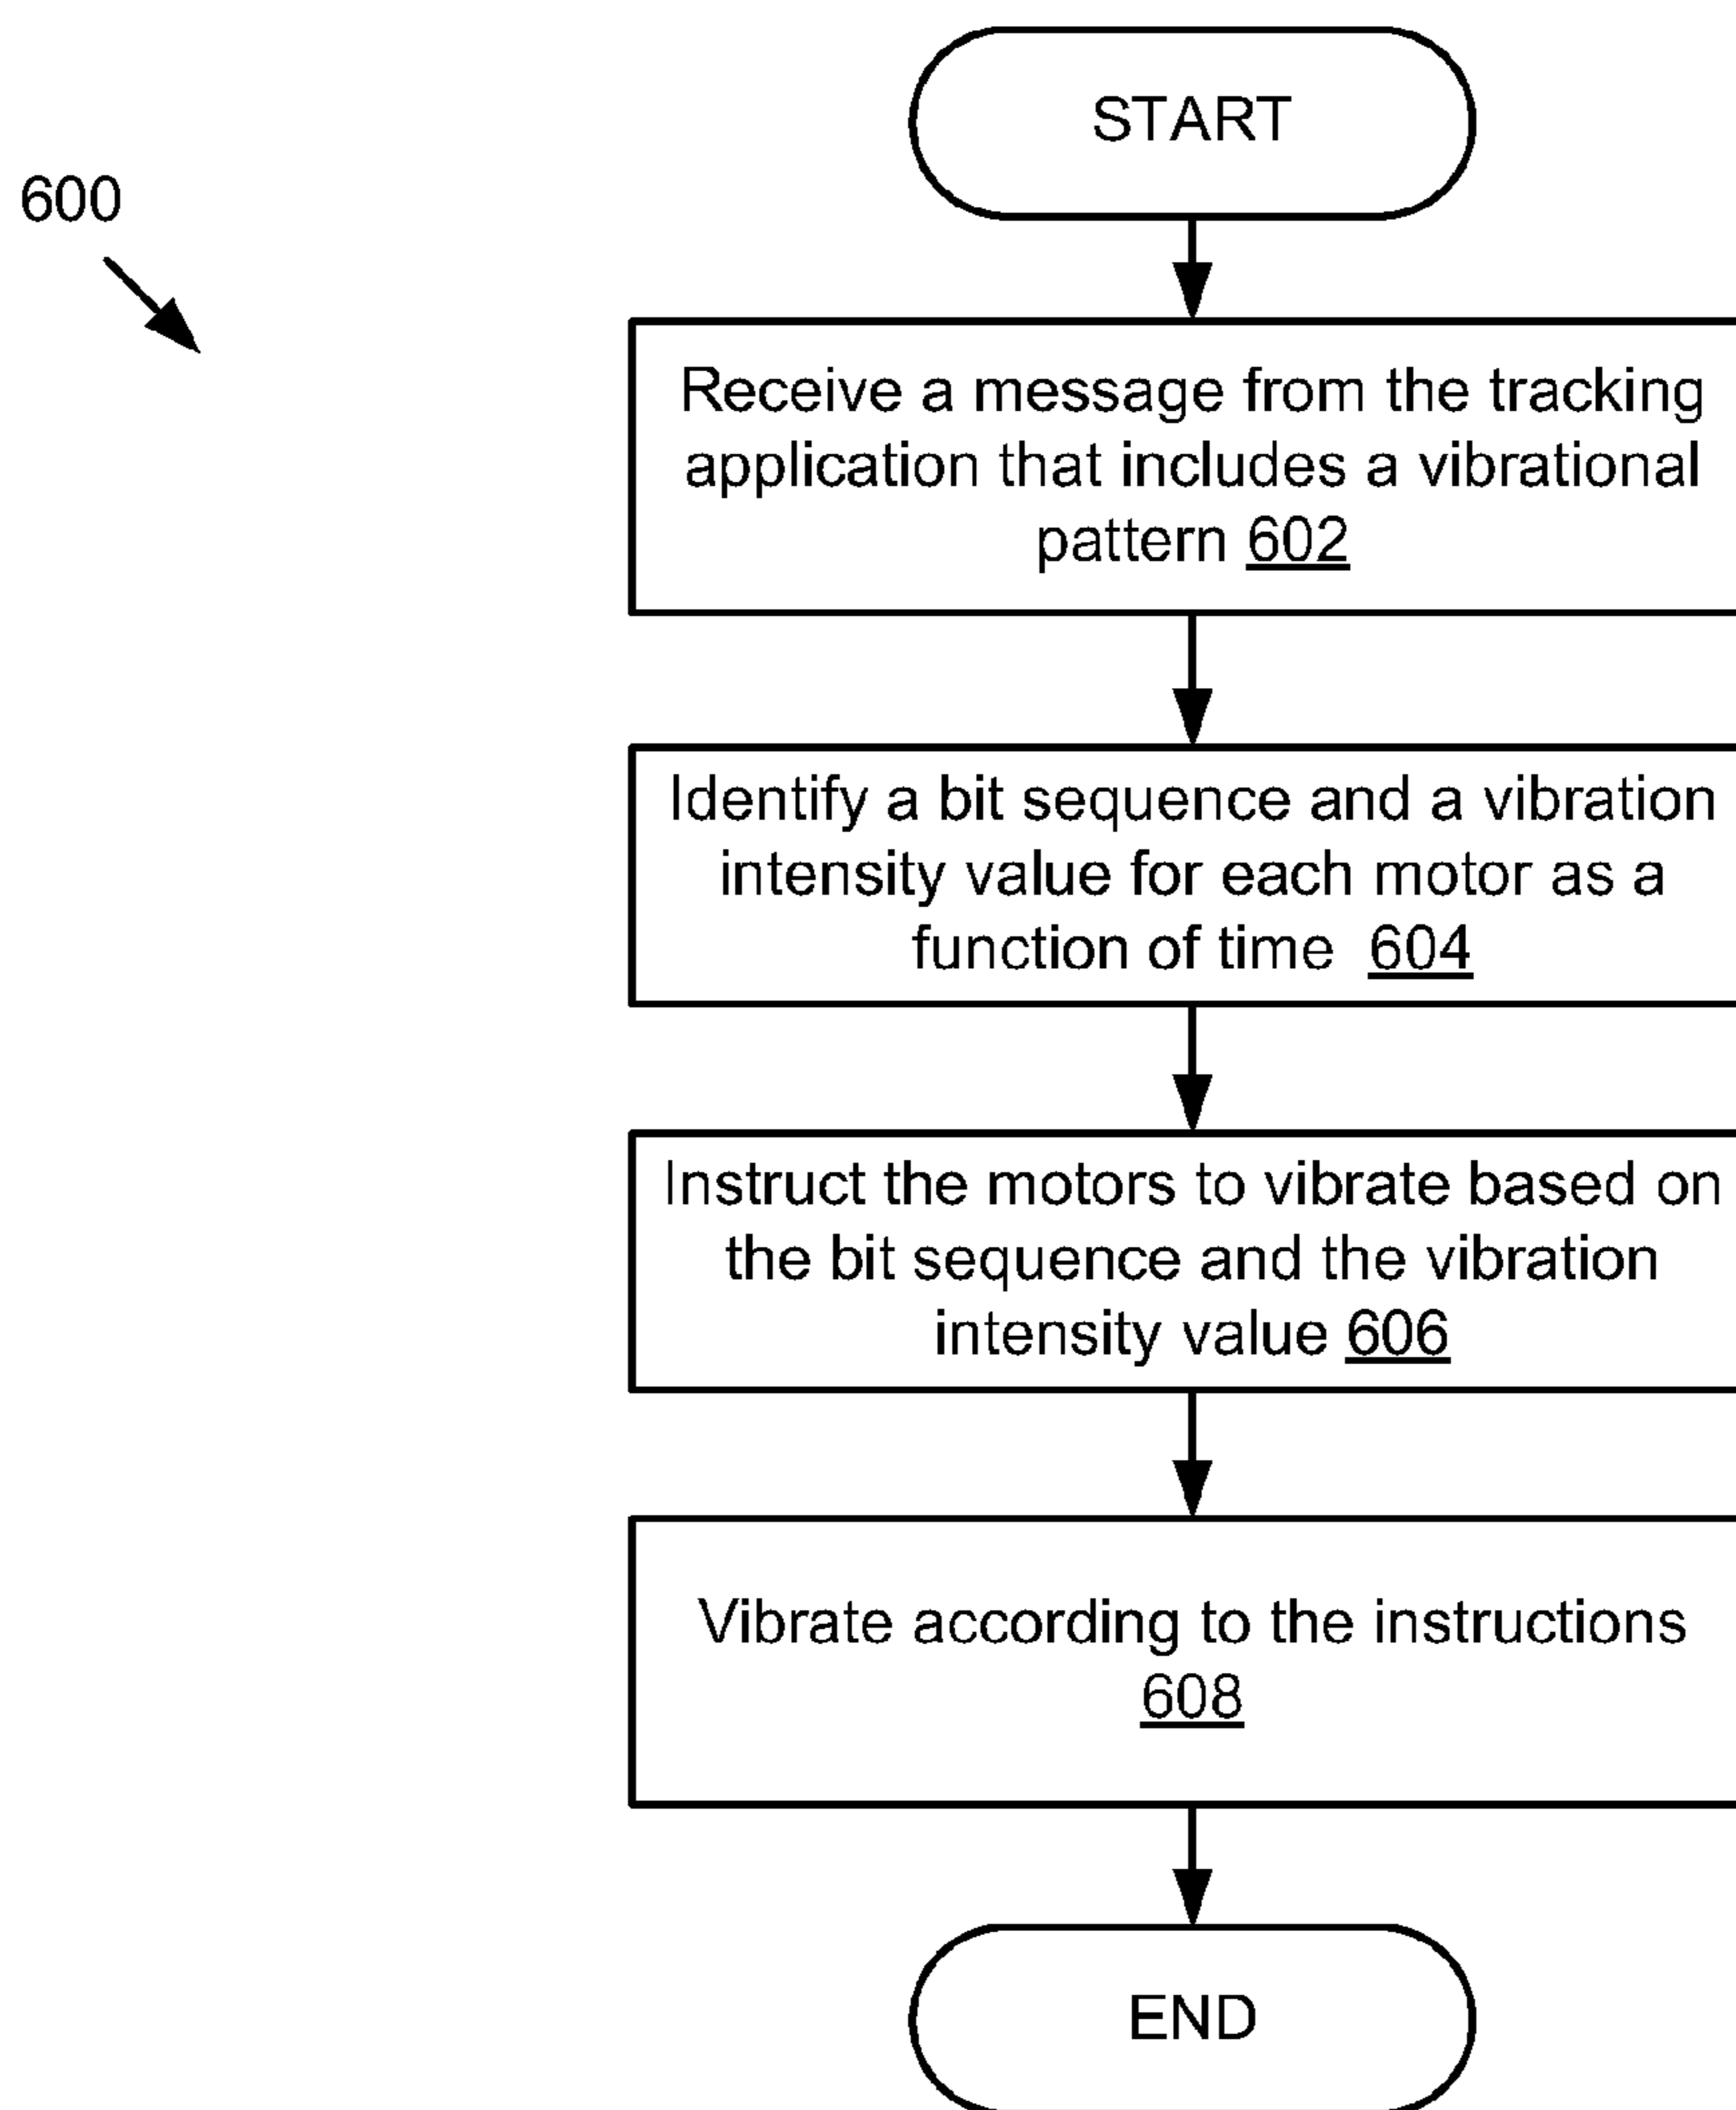 START
600
Receive a message from the tracking
application that includes a vibrational
pattern 602
Identify a bit sequence and a vibration
intensity value for each motor as a
function of time 604
Instruct the motors to vibrate based on
the bit sequence and the vibration
intensity value 606
Vibrate according to the instructions
608
END